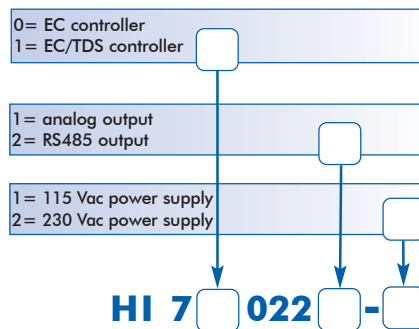 0= EC controller
1= EC/TDS controller
1= analog output
2= RS485 output
1= 115 Vac power supply
2= 230 Vac power supply
HI 7 022 -